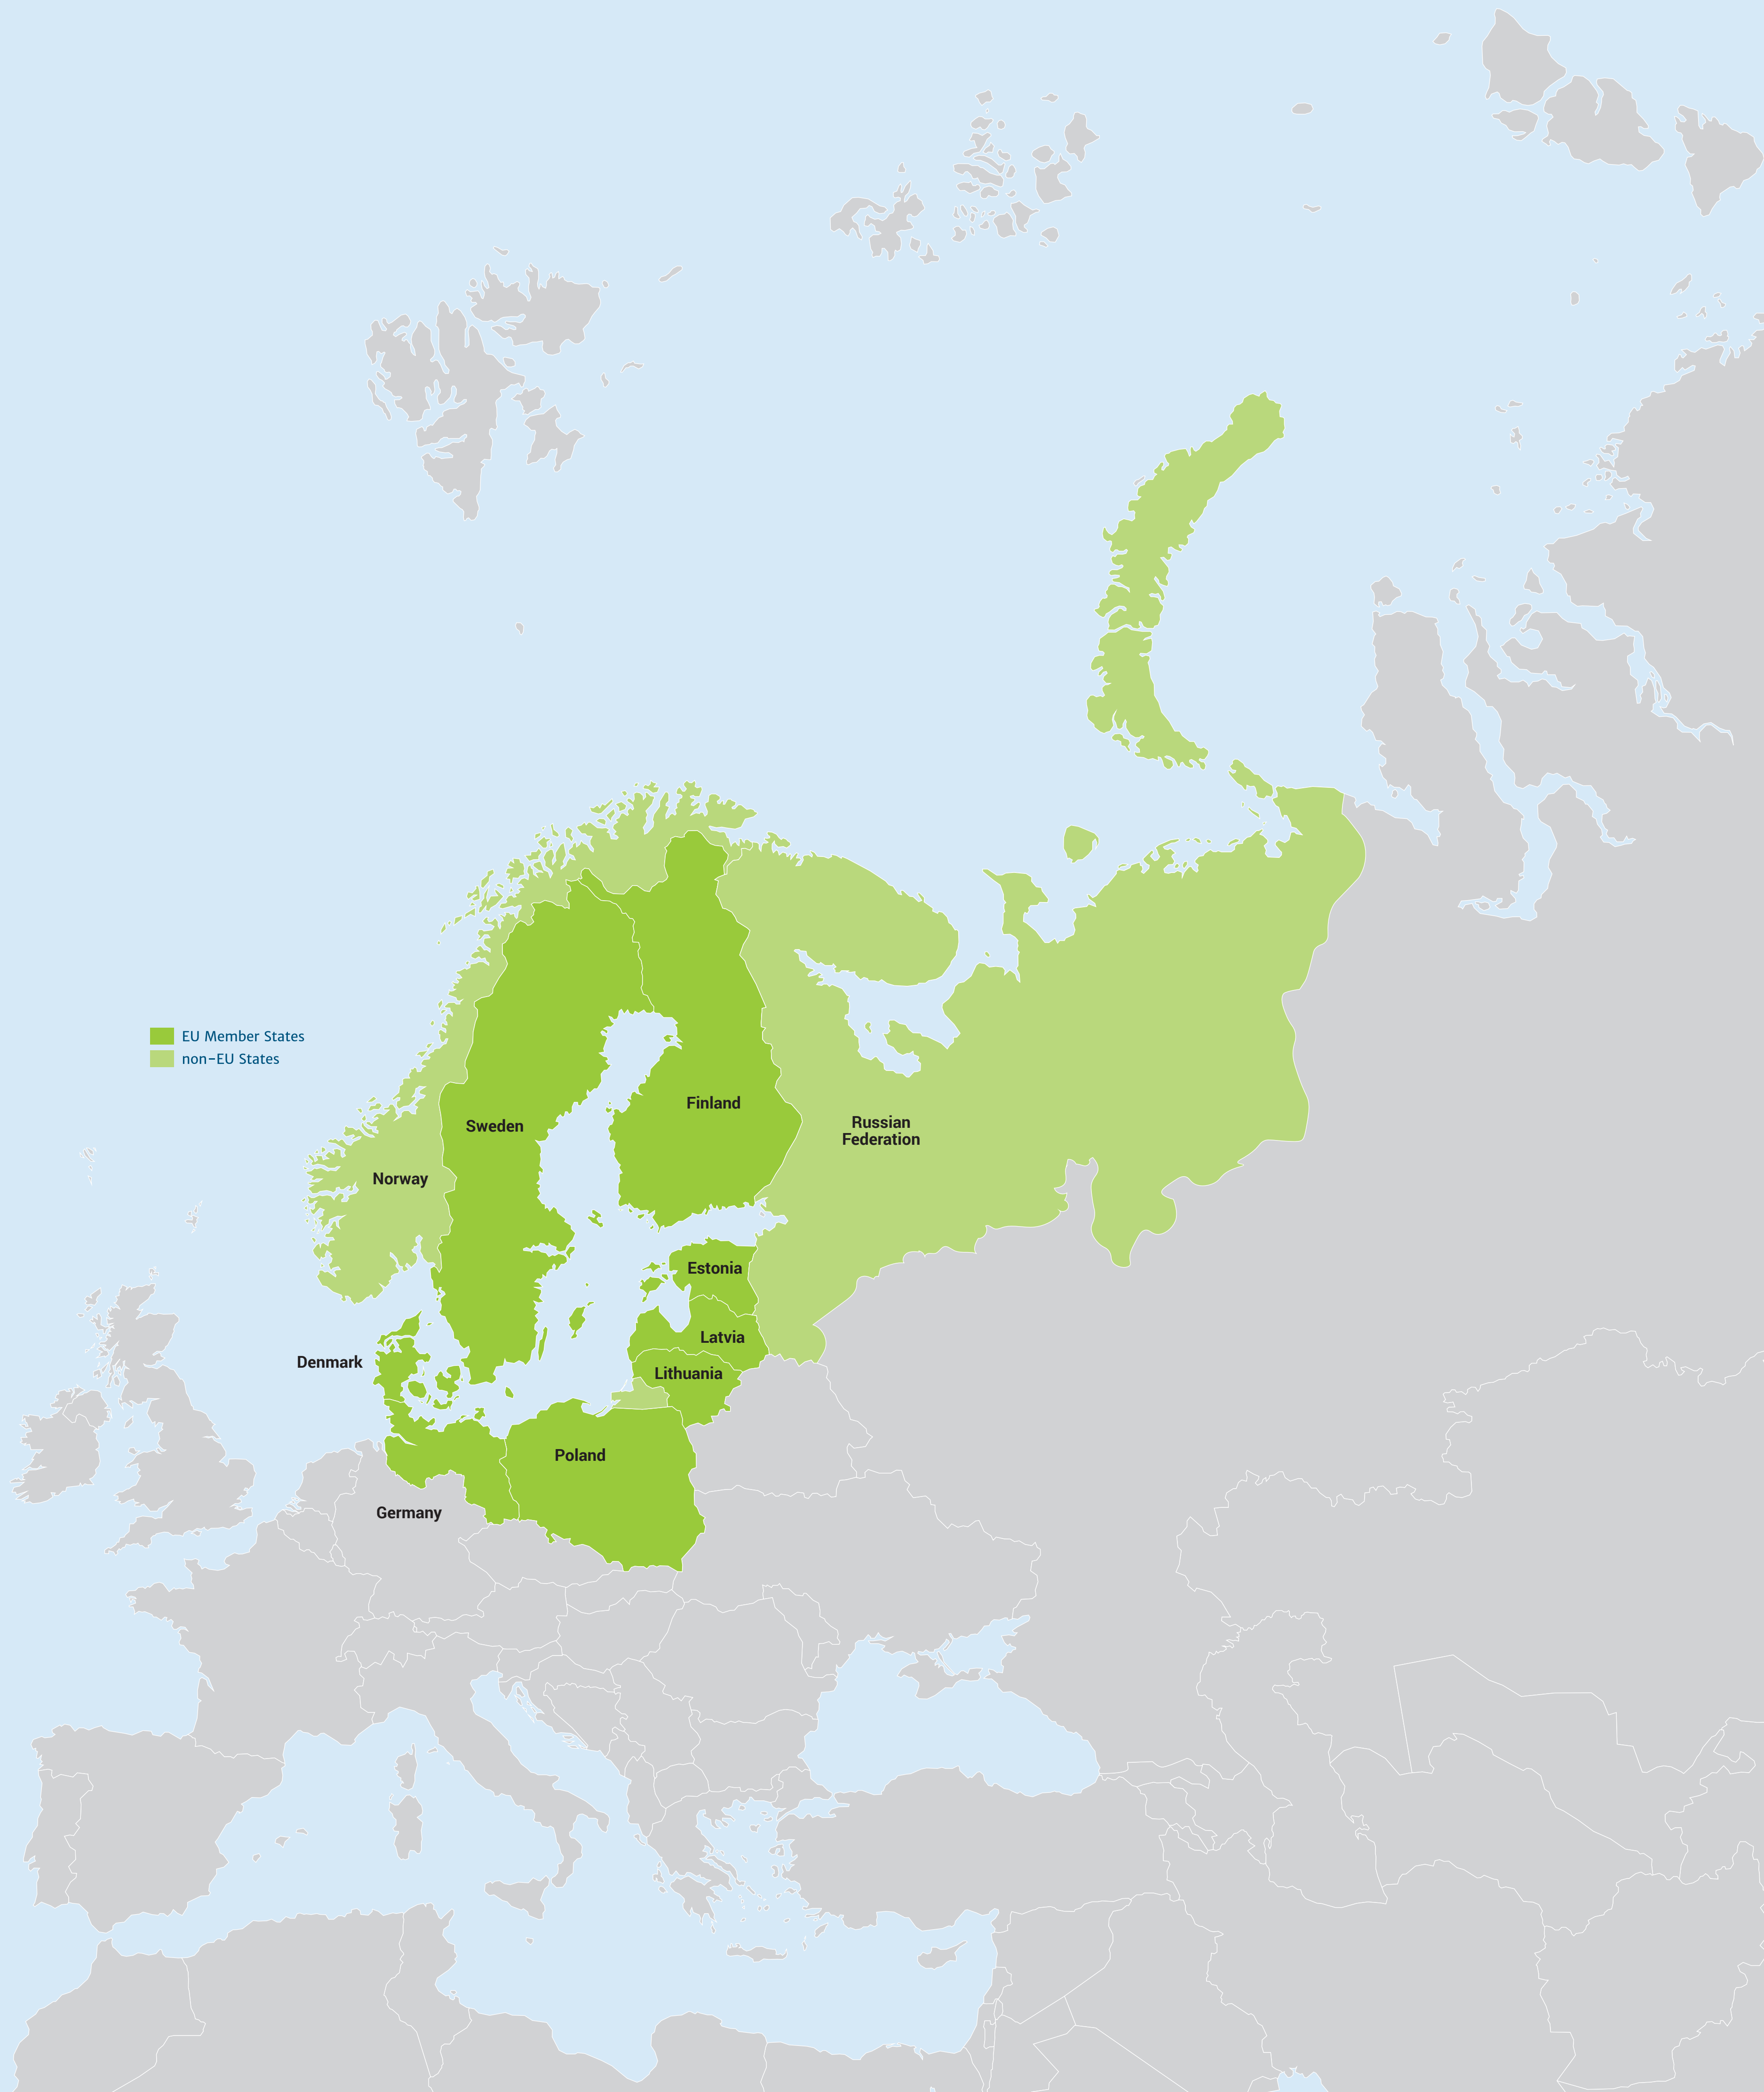 EU Member States
non-EU States
Finland
Sweden
Russian
Federation
Norway
Estonia
Latvia
Denmark
Lithuania
Poland
Germany